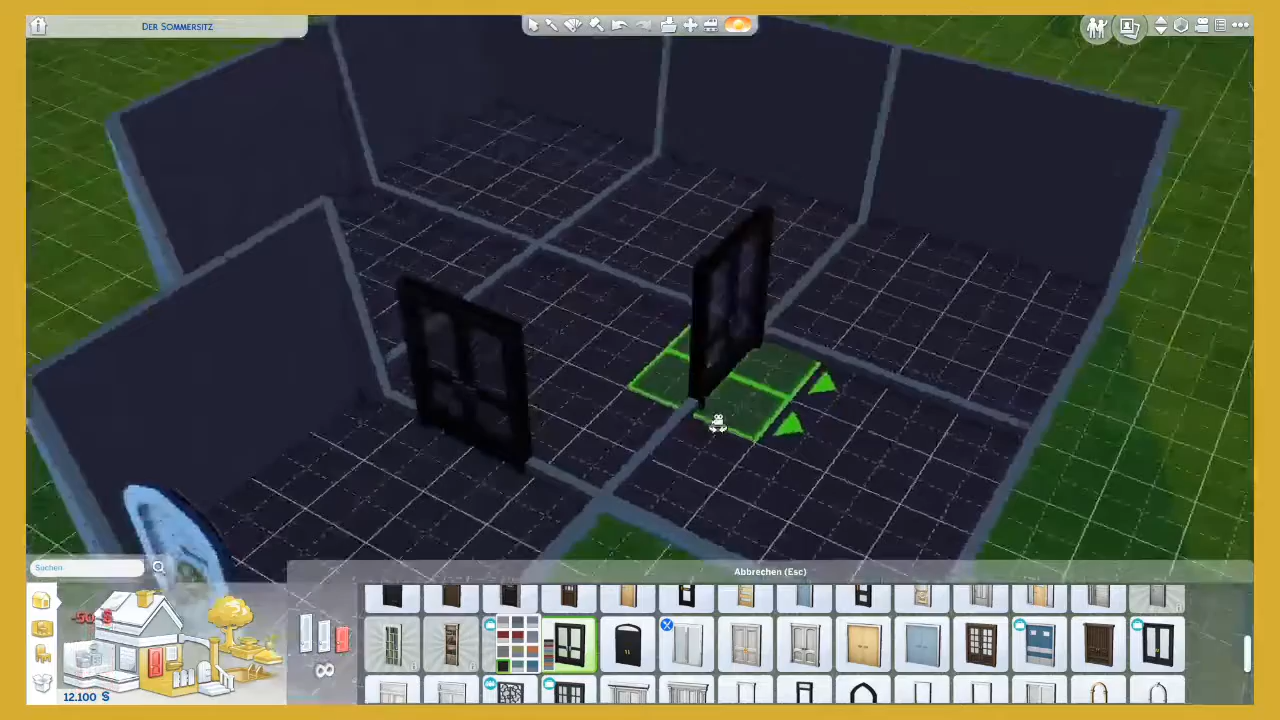 DER SOMMERSITZ
Abbrechen (Esc)
Suchen
-50 $
12.100 $